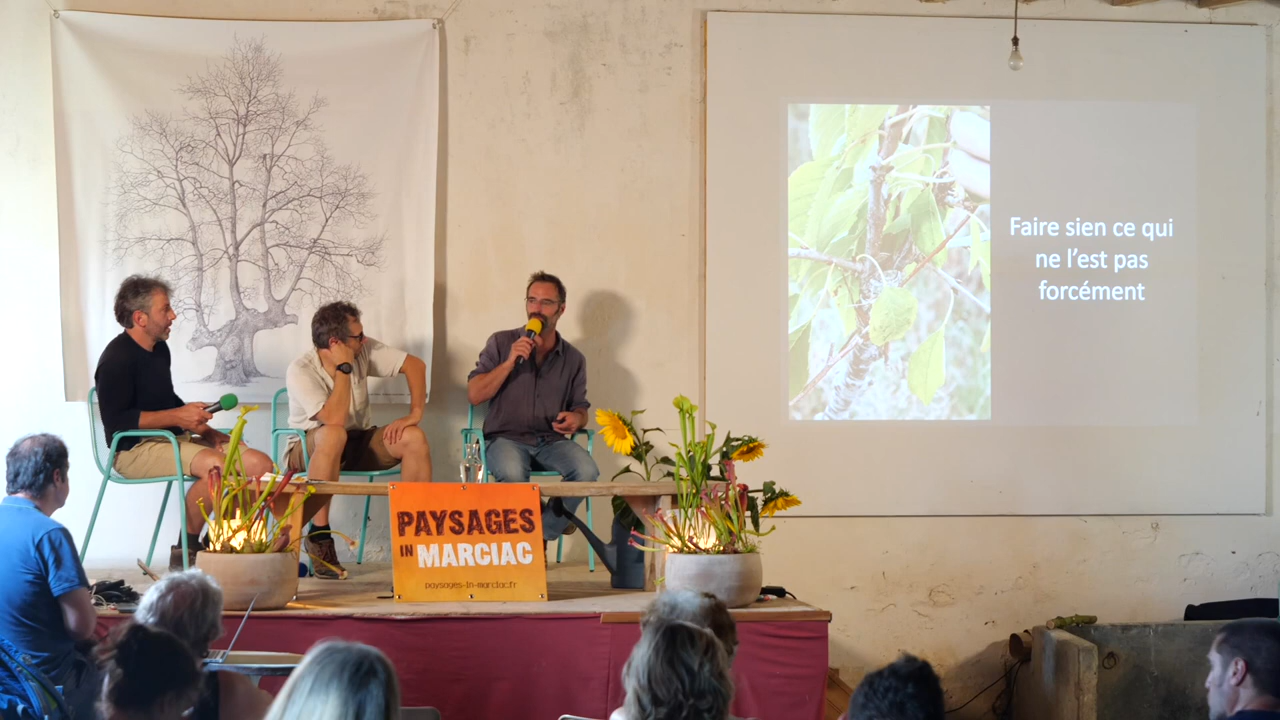 Faire sien ce qui
ne l'est pas
forcément
PAYSAGES
IN MARCIAC
paysages-in-marciac.fr